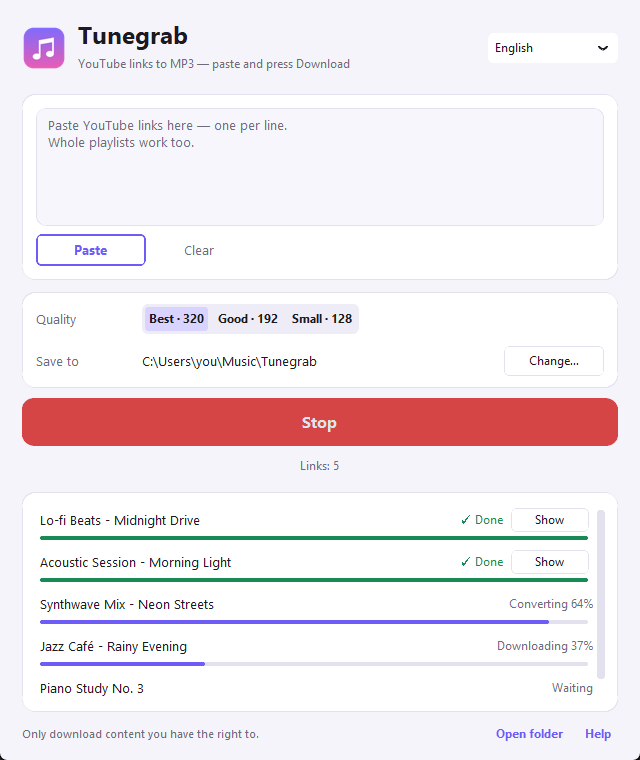 Tunegrab
YouTube links to MP3 — paste and press Download
English
Paste YouTube links here — one per line.
Whole playlists work too.
Paste
Clear
Quality
Best · 320
Good · 192
Small · 128
Save to
C:\Users\you\Music\Tunegrab
Change...
Stop
Links: 5
Lo-fi Beats - Midnight Drive
✓ Done
Show
Acoustic Session - Morning Light
✓ Done
Show
Synthwave Mix - Neon Streets
Converting 64%
Jazz Café - Rainy Evening
Downloading 37%
Piano Study No. 3
Waiting
Only download content you have the right to.
Open folder
Help